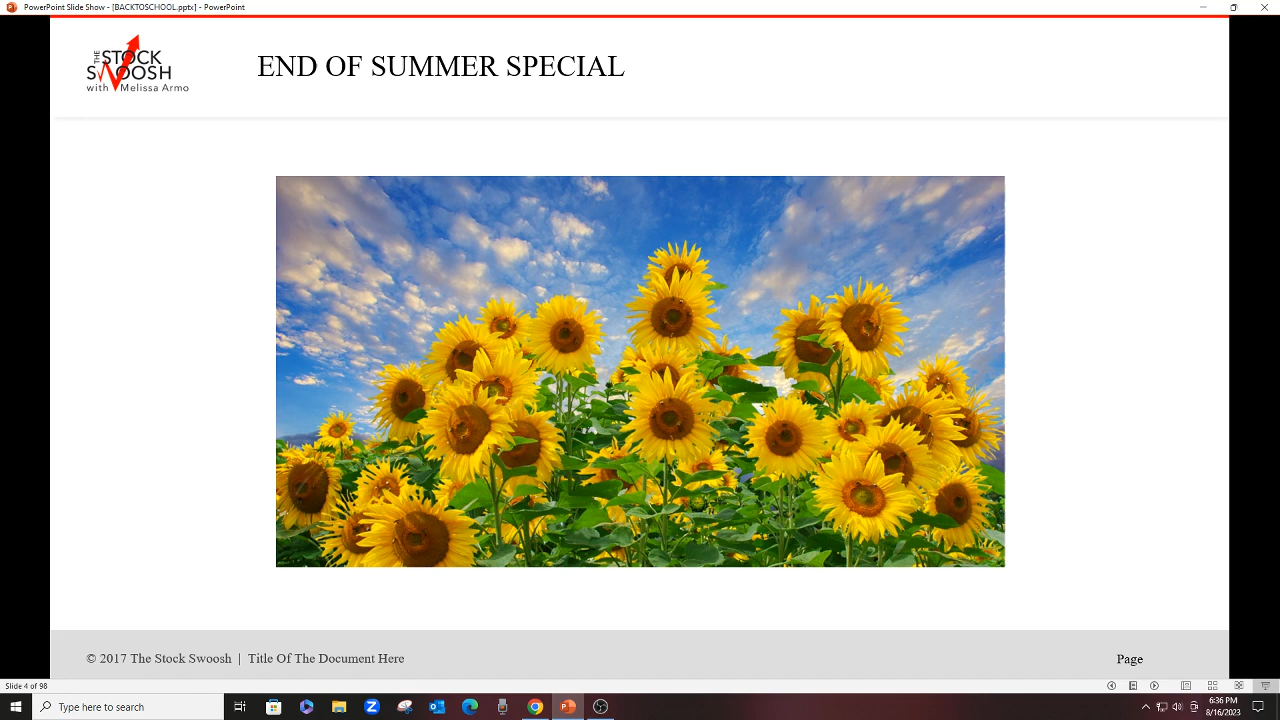 PowerPoint Slide Show - [BACKTOSCHOOL.pptx] - PowerPoint
THE STOCK
SWOOSH
with Melissa Armo
END OF SUMMER SPECIAL
© 2017 The Stock Swoosh | Title Of The Document Here
Page
Slide 4 of 98
Type here to search
6:36 PM
8/16/2023